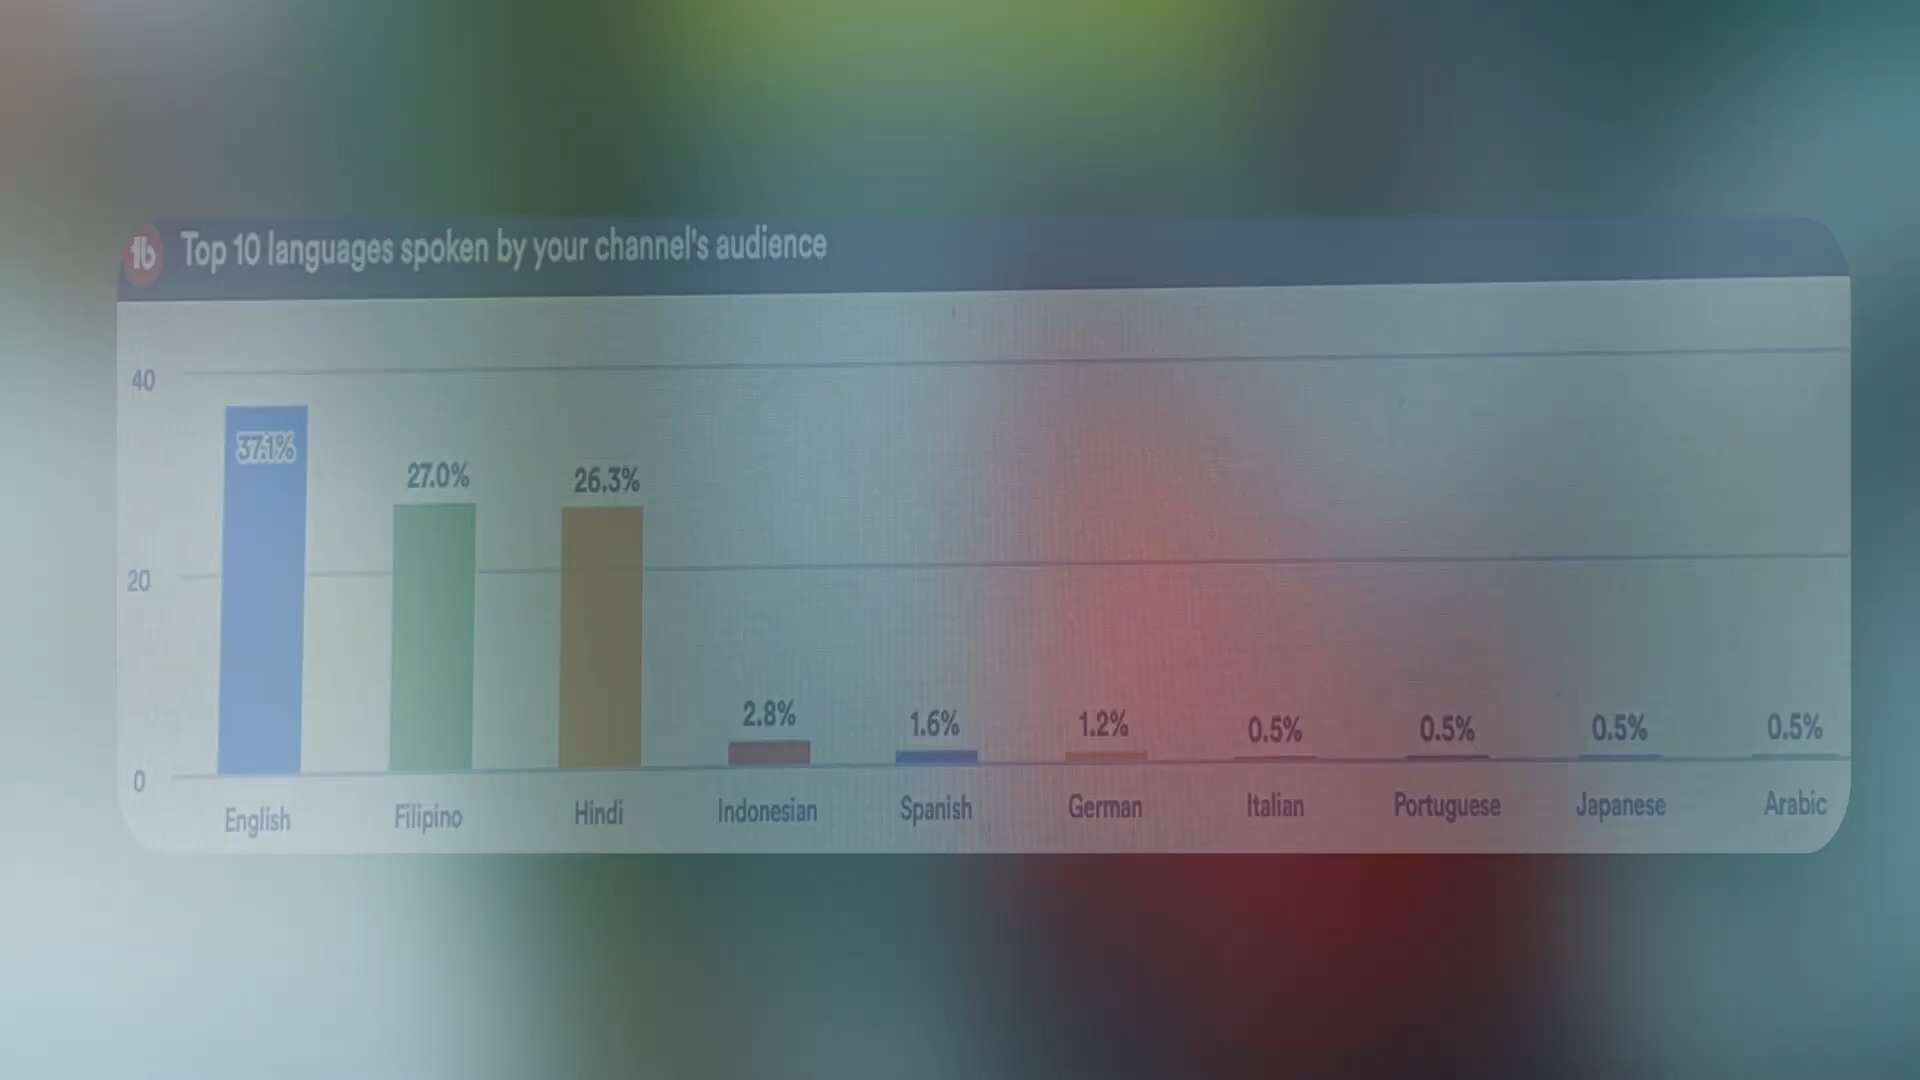 tb Top 10 languages spoken by your channel's audience
40
37.1%
27.0%
26.3%
20
2.8%
1.6%
1.2%
0.5%
0.5%
0.5%
0.5%
0
English
Filipino
Hindi
Indonesian
Spanish
German
Italian
Portuguese
Japanese
Arabic